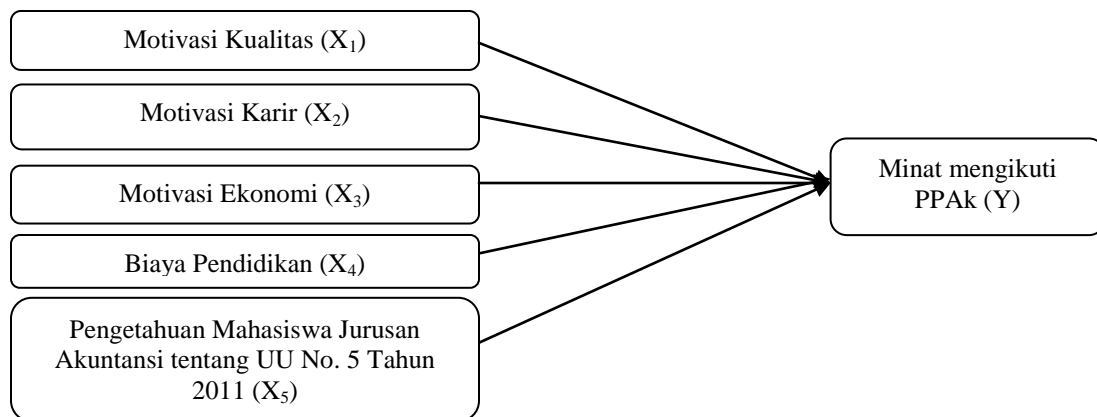 Motivasi Kualitas (X₁)
Motivasi Karir (X₂)
Motivasi Ekonomi (X₃)
Biaya Pendidikan (X₄)
Pengetahuan Mahasiswa Jurusan
Akuntansi tentang UU No. 5 Tahun
2011 (X₅)
Minat mengikuti
PPAk (Y)